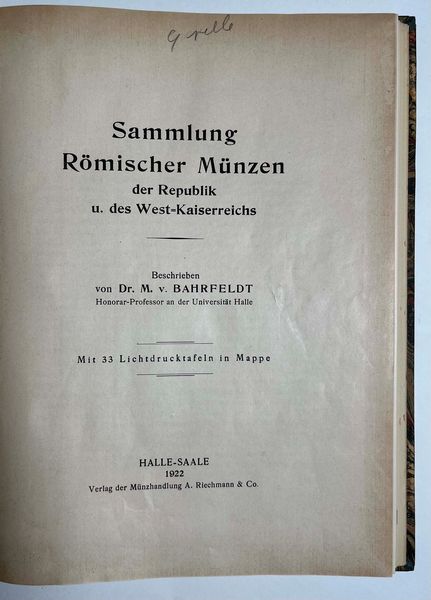 Sammlung
Römischer Münzen
der Republik
u. des West=Kaiserreichs
Beschrieben
von Dr. M. v. BAHRFELDT
Honorar-Professor an der Universität Halle
Mit 33 Lichtdrucktafeln in Mappe
HALLE-SAALE
1922
Verlag der Münzhandlung A. Riechmann & Co.